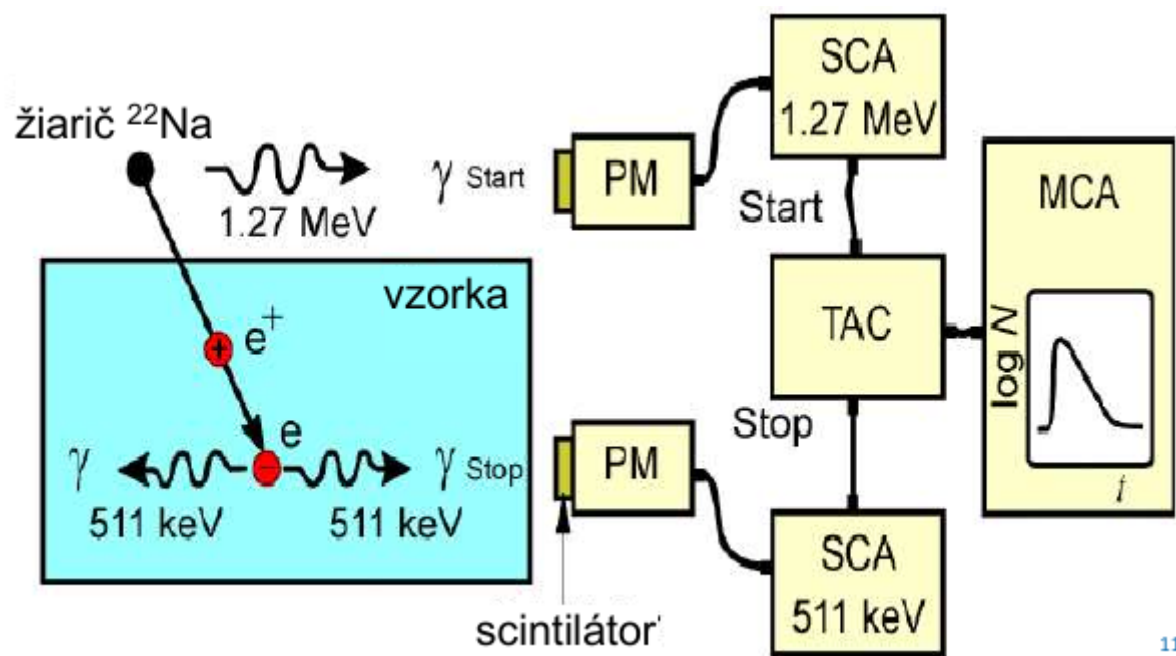 žiarič ²²Na
1.27 MeV
γ Start
PM
SCA
1.27 MeV
Start
MCA
log N
t
TAC
Stop
vzorka
e⁺
+
e
−
γ
γ Stop
511 keV
511 keV
PM
SCA
511 keV
scintilátor
11